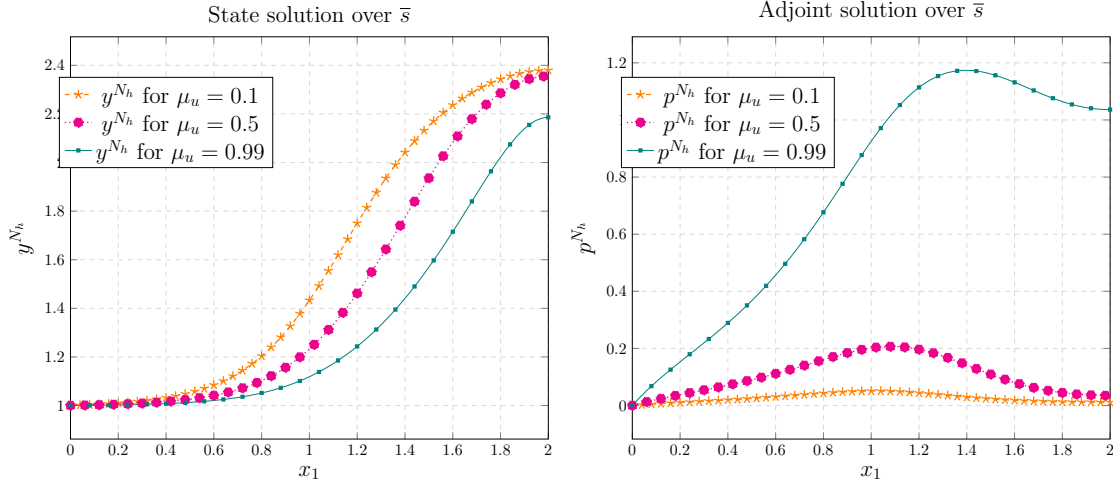 State solution over s̅
2.4
2.2
1.8
1.6
1.4
1.2
1
0
0.2
0.4
0.6
0.8
1
1.2
1.4
1.6
1.8
2
x₁
y^{N_h}
y^{N_h} for μ_u = 0.1
y^{N_h} for μ_u = 0.5
y^{N_h} for μ_u = 0.99
Adjoint solution over s̅
1.2
0.8
0.6
0.4
0.2
0
0
0.2
0.4
0.6
0.8
1
1.2
1.4
1.6
1.8
2
x₁
p^{N_h}
p^{N_h} for μ_u = 0.1
p^{N_h} for μ_u = 0.5
p^{N_h} for μ_u = 0.99